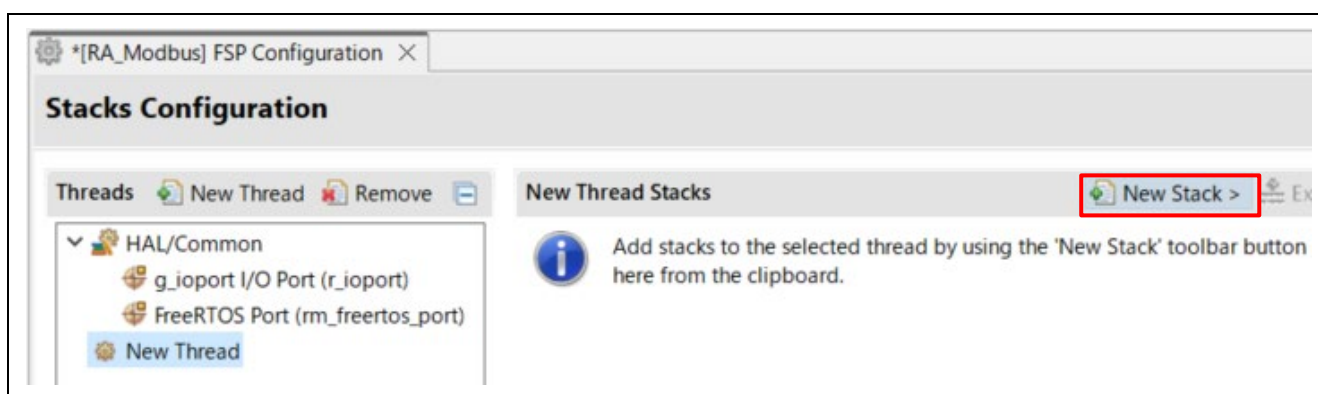 *[RA_Modbus] FSP Configuration
Stacks Configuration
Threads New Thread Remove
New Thread Stacks New Stack >
HAL/Common
g_ioport I/O Port (r_ioport)
FreeRTOS Port (rm_freertos_port)
New Thread
Add stacks to the selected thread by using the 'New Stack' toolbar button
here from the clipboard.